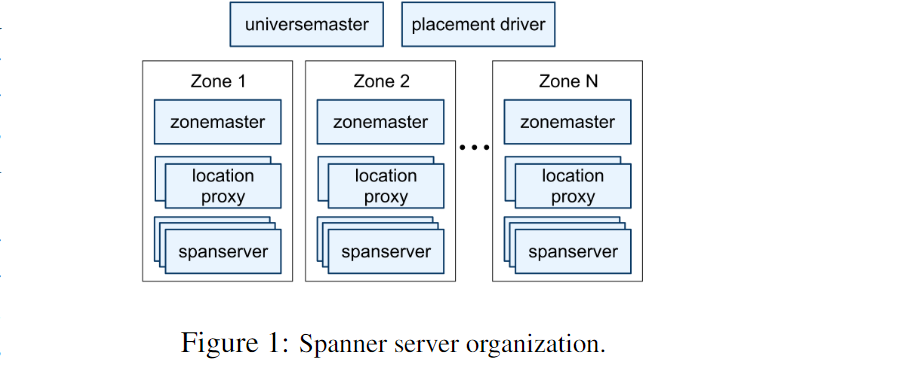 universemaster
placement driver
Zone 1
zonemaster
location
proxy
spanserver
Zone 2
zonemaster
location
proxy
spanserver
...
Zone N
zonemaster
location
proxy
spanserver
Figure 1: Spanner server organization.